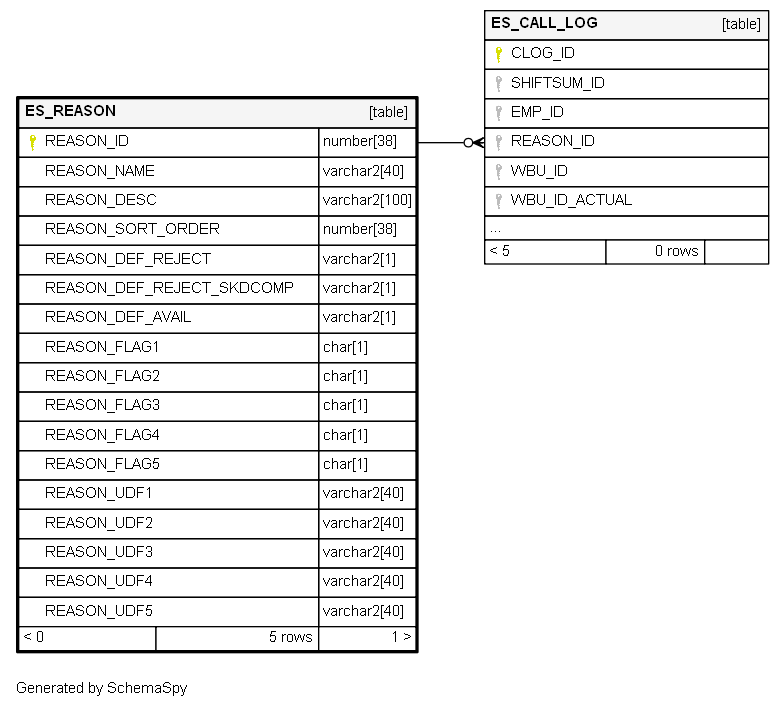 ES_CALL_LOG [table]
CLOG_ID
SHIFTSUM_ID
EMP_ID
REASON_ID
WBU_ID
WBU_ID_ACTUAL
...
< 5 0 rows
ES_REASON [table]
REASON_ID number[38]
REASON_NAME varchar2[40]
REASON_DESC varchar2[100]
REASON_SORT_ORDER number[38]
REASON_DEF_REJECT varchar2[1]
REASON_DEF_REJECT_SKDCOMP varchar2[1]
REASON_DEF_AVAIL varchar2[1]
REASON_FLAG1 char[1]
REASON_FLAG2 char[1]
REASON_FLAG3 char[1]
REASON_FLAG4 char[1]
REASON_FLAG5 char[1]
REASON_UDF1 varchar2[40]
REASON_UDF2 varchar2[40]
REASON_UDF3 varchar2[40]
REASON_UDF4 varchar2[40]
REASON_UDF5 varchar2[40]
< 0 5 rows 1 >
Generated by SchemaSpy